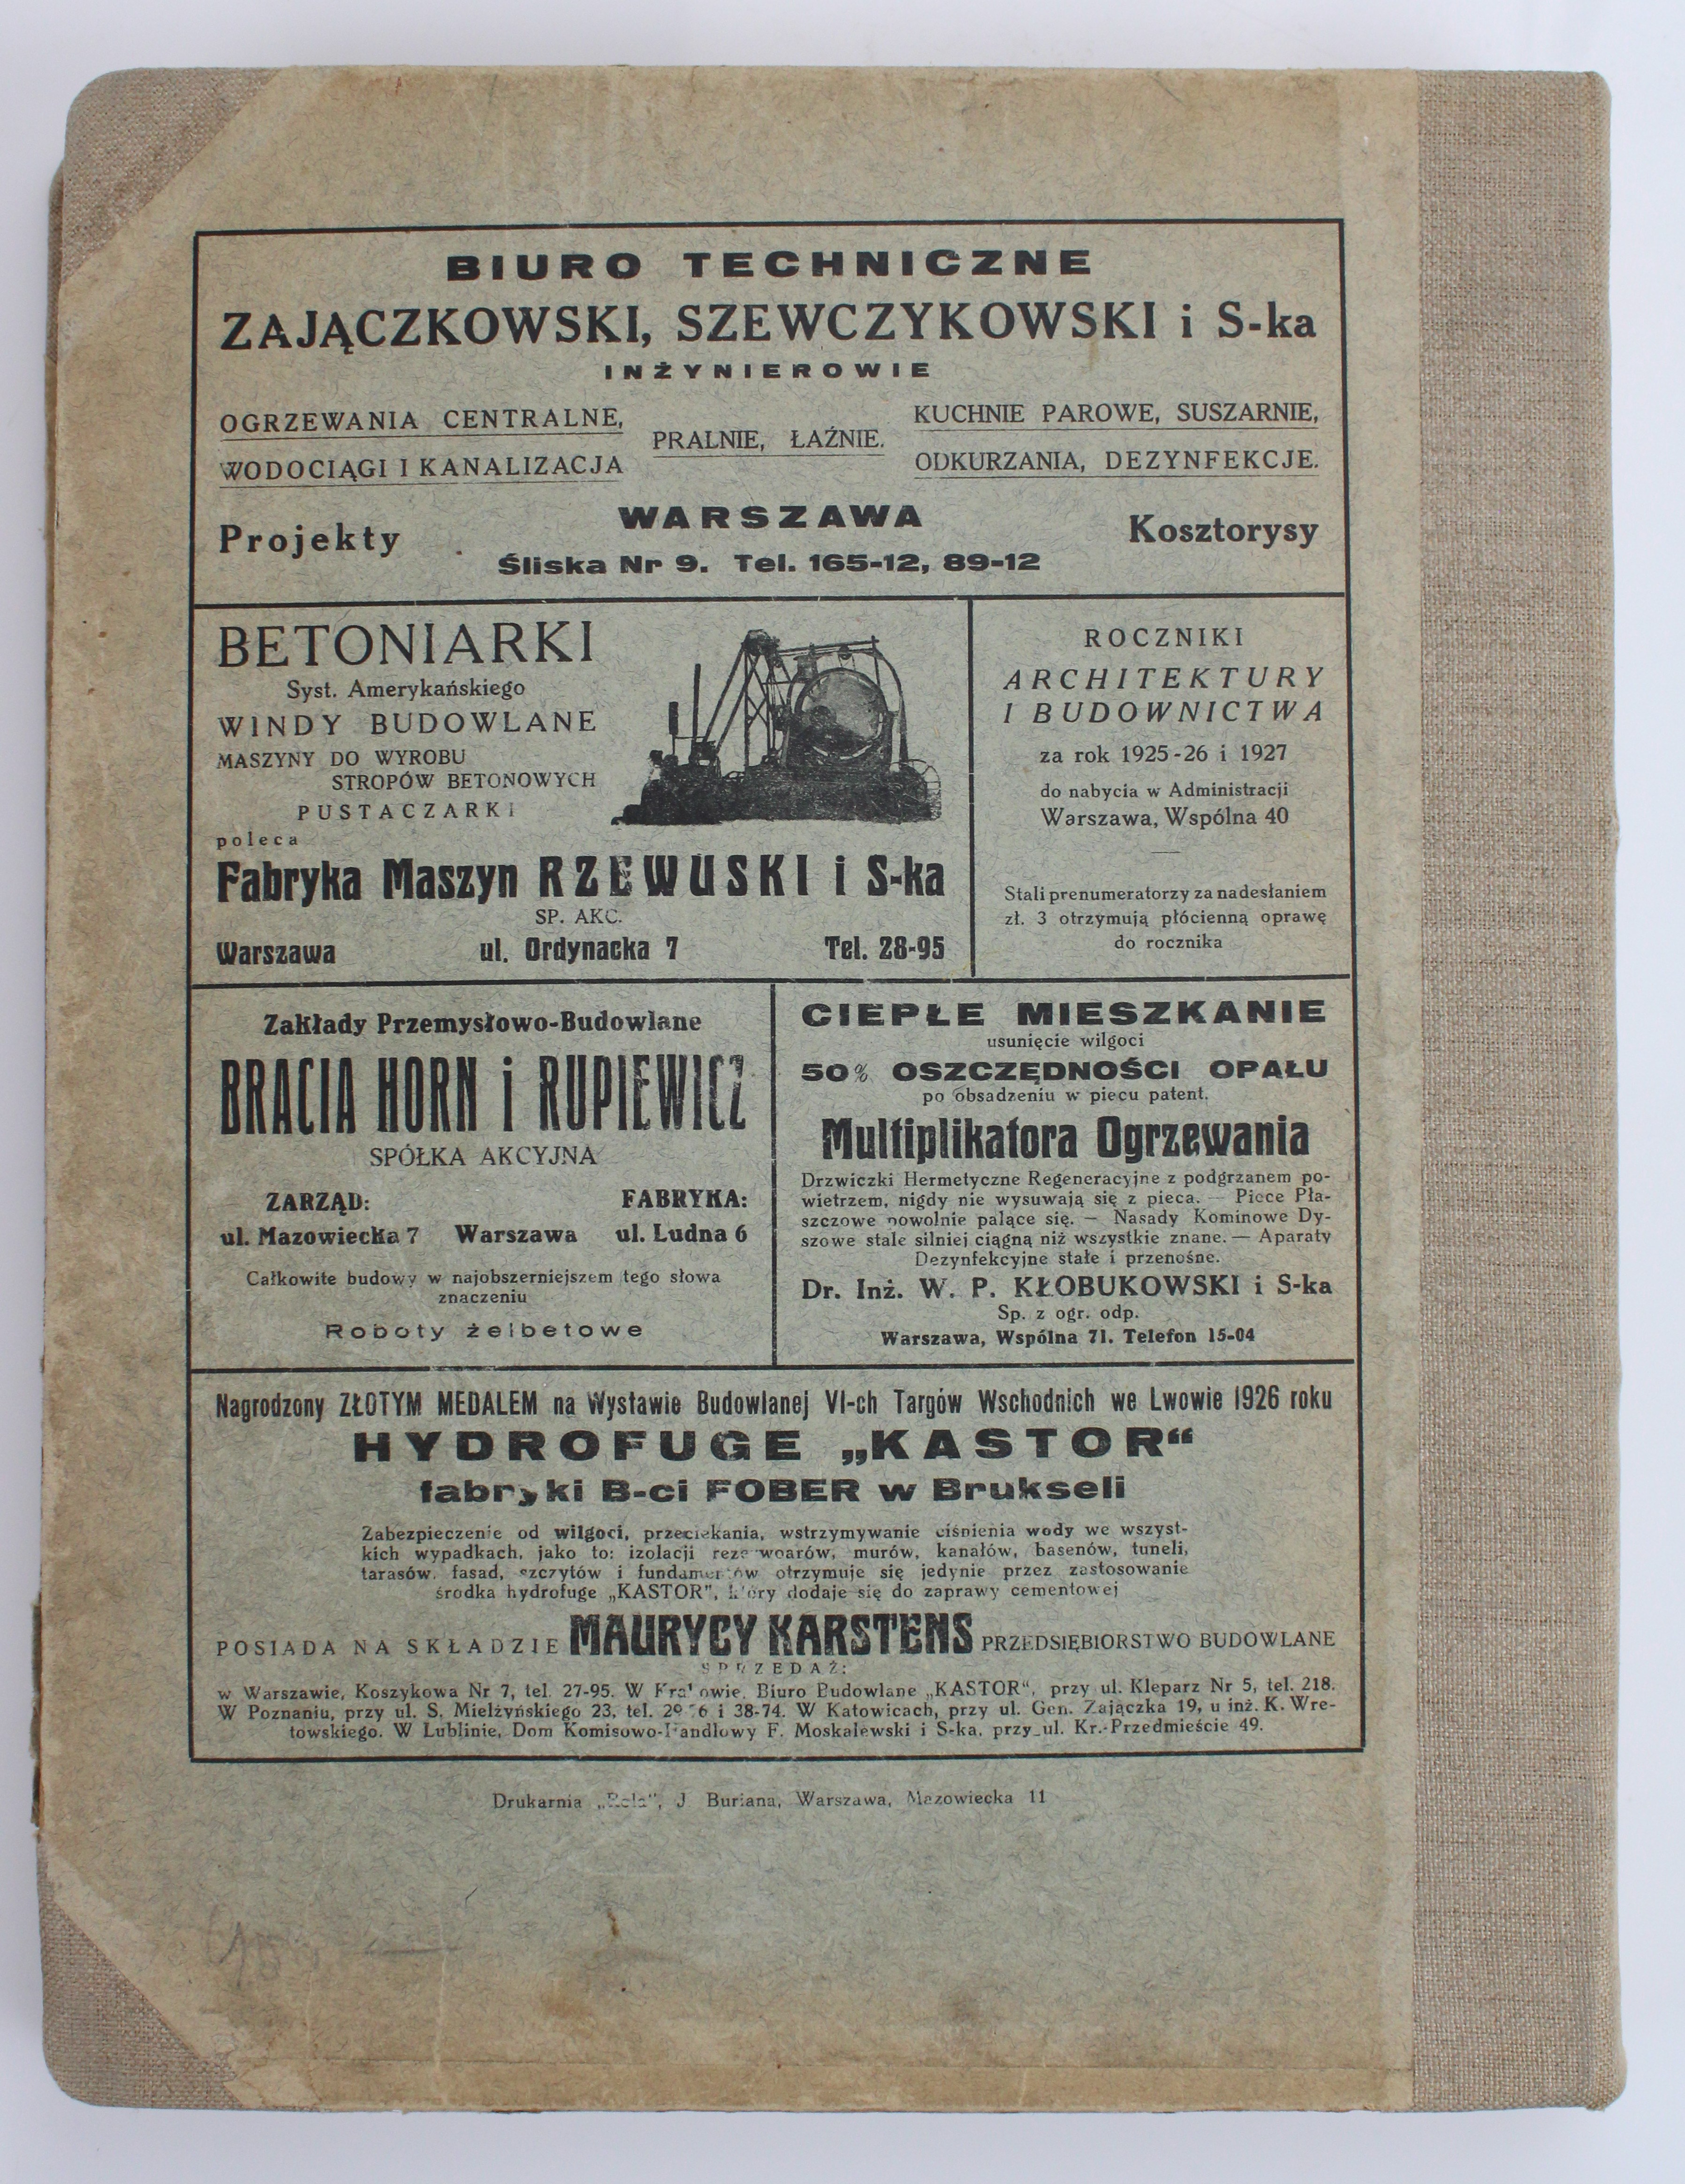 BIURO TECHNICZNE
ZAJĄCZKOWSKI, SZEWCZYKOWSKI i S-ka
INŻYNIEROWIE
OGRZEWANIA CENTRALNE,
WODOCIĄGI I KANALIZACJA
PRALNIE, ŁAŹNIE.
KUCHNIE PAROWE, SUSZARNIE,
ODKURZANIA, DEZYNFEKCJE.
Projekty
WARSZAWA
Kosztorysy
Śliska Nr 9. Tel. 165-12, 89-12
BETONIARKI
Syst. Amerykańskiego
WINDY BUDOWLANE
MASZYNY DO WYROBU
STROPÓW BETONOWYCH
PUSTACZARKI
poleca
Fabryka Maszyn RZEWUSKI i S-ka
SP. AKC.
Warszawa ul. Ordynacka 7 Tel. 28-95
ROCZNIKI
ARCHITEKTURY
I BUDOWNICTWA
za rok 1925-26 i 1927
do nabycia w Administracji
Warszawa, Wspólna 40
Stali prenumeratorzy za nadesłaniem
zł. 3 otrzymują płócienną oprawę
do rocznika
Zakłady Przemysłowo-Budowlane
BRACIA HORN i RUPIEWICZ
SPÓŁKA AKCYJNA
ZARZĄD: FABRYKA:
ul. Mazowiecka 7 Warszawa ul. Ludna 6
Całkowite budowy w najobszerniejszem tego słowa
znaczeniu
Roboty żelbetowe
CIEPŁE MIESZKANIE
usunięcie wilgoci
50% OSZCZĘDNOŚCI OPAŁU
po obsadzeniu w piecu patent.
Multiplikatora Ogrzewania
Drzwiczki Hermetyczne Regeneracyjne z podgrzanem po-
wietrzem, nigdy nie wysuwają się z pieca. — Piece Pła-
szczowe powolnie palące się. — Nasady Kominowe Dy-
szowe stale silniej ciągną niż wszystkie znane. — Aparaty
Dezynfekcyjne stałe i przenośne.
Dr. Inż. W. P. KŁOBUKOWSKI i S-ka
Sp. z ogr. odp.
Warszawa, Wspólna 71. Telefon 15-04
Nagrodzony ZŁOTYM MEDALEM na Wystawie Budowlanej VI-ch Targów Wschodnich we Lwowie 1926 roku
HYDROFUGE „KASTOR“
fabryki B-ci FOBER w Brukseli
Zabezpieczenie od wilgoci, przeciekania, wstrzymywanie ciśnienia wody we wszyst-
kich wypadkach, jako to: izolacji rezerwoarów, murów, kanałów, basenów, tuneli,
tarasów, fasad, szczytów i fundamentów otrzymuje się jedynie przez zastosowanie
środka hydrofuge „KASTOR”, który dodaje się do zaprawy cementowej
POSIADA NA SKŁADZIE MAURYCY KARSTENS PRZEDSIĘBIORSTWO BUDOWLANE
SPRZEDAŻ:
w Warszawie, Koszykowa Nr 7, tel. 27-95. W Krakowie, Biuro Budowlane „KASTOR“, przy ul. Kleparz Nr 5, tel. 218.
W Poznaniu, przy ul. S. Mielżyńskiego 23, tel. i 38-74. W Katowicach, przy ul. Gen. Zajączka 19, u inż. K. Wre-
towskiego. W Lublinie, Dom Komisowo-Handlowy F. Moskalewski i S-ka, przy ul. Kr.-Przedmieście 49.
Drukarnia „Rola”, J Buriana, Warszawa, Mazowiecka 11